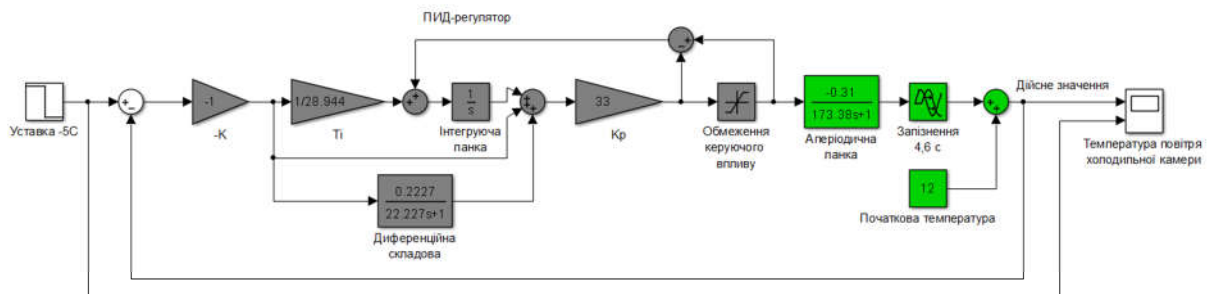 ПИД-регулятор
Уставка -5С
-1
-K
1/28.944
Ti
1
s
Інтегруюча
панка
33
Kp
Обмеження
керуючого
впливу
-0.31
173.38s+1
Аперіодична
панка
Запізнення
4,6 с
Дійсне значення
Температура повітря
холодильної камери
12
Початкова температура
0.2227
22.227s+1
Диференційна
складова